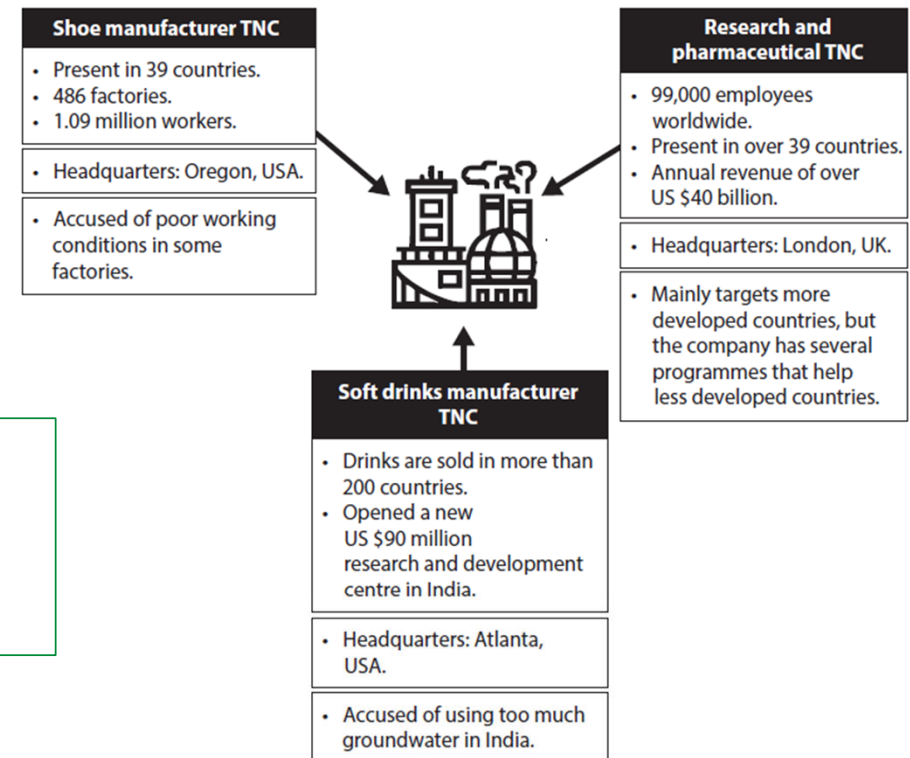 Shoe manufacturer TNC
• Present in 39 countries.
• 486 factories.
• 1.09 million workers.
• Headquarters: Oregon, USA.
• Accused of poor working
conditions in some
factories.
Research and
pharmaceutical TNC
• 99,000 employees
worldwide.
• Present in over 39 countries.
• Annual revenue of over
US $40 billion.
• Headquarters: London, UK.
• Mainly targets more
developed countries, but
the company has several
programmes that help
less developed countries.
Soft drinks manufacturer
TNC
• Drinks are sold in more than
200 countries.
• Opened a new
US $90 million
research and development
centre in India.
• Headquarters: Atlanta,
USA.
• Accused of using too much
groundwater in India.